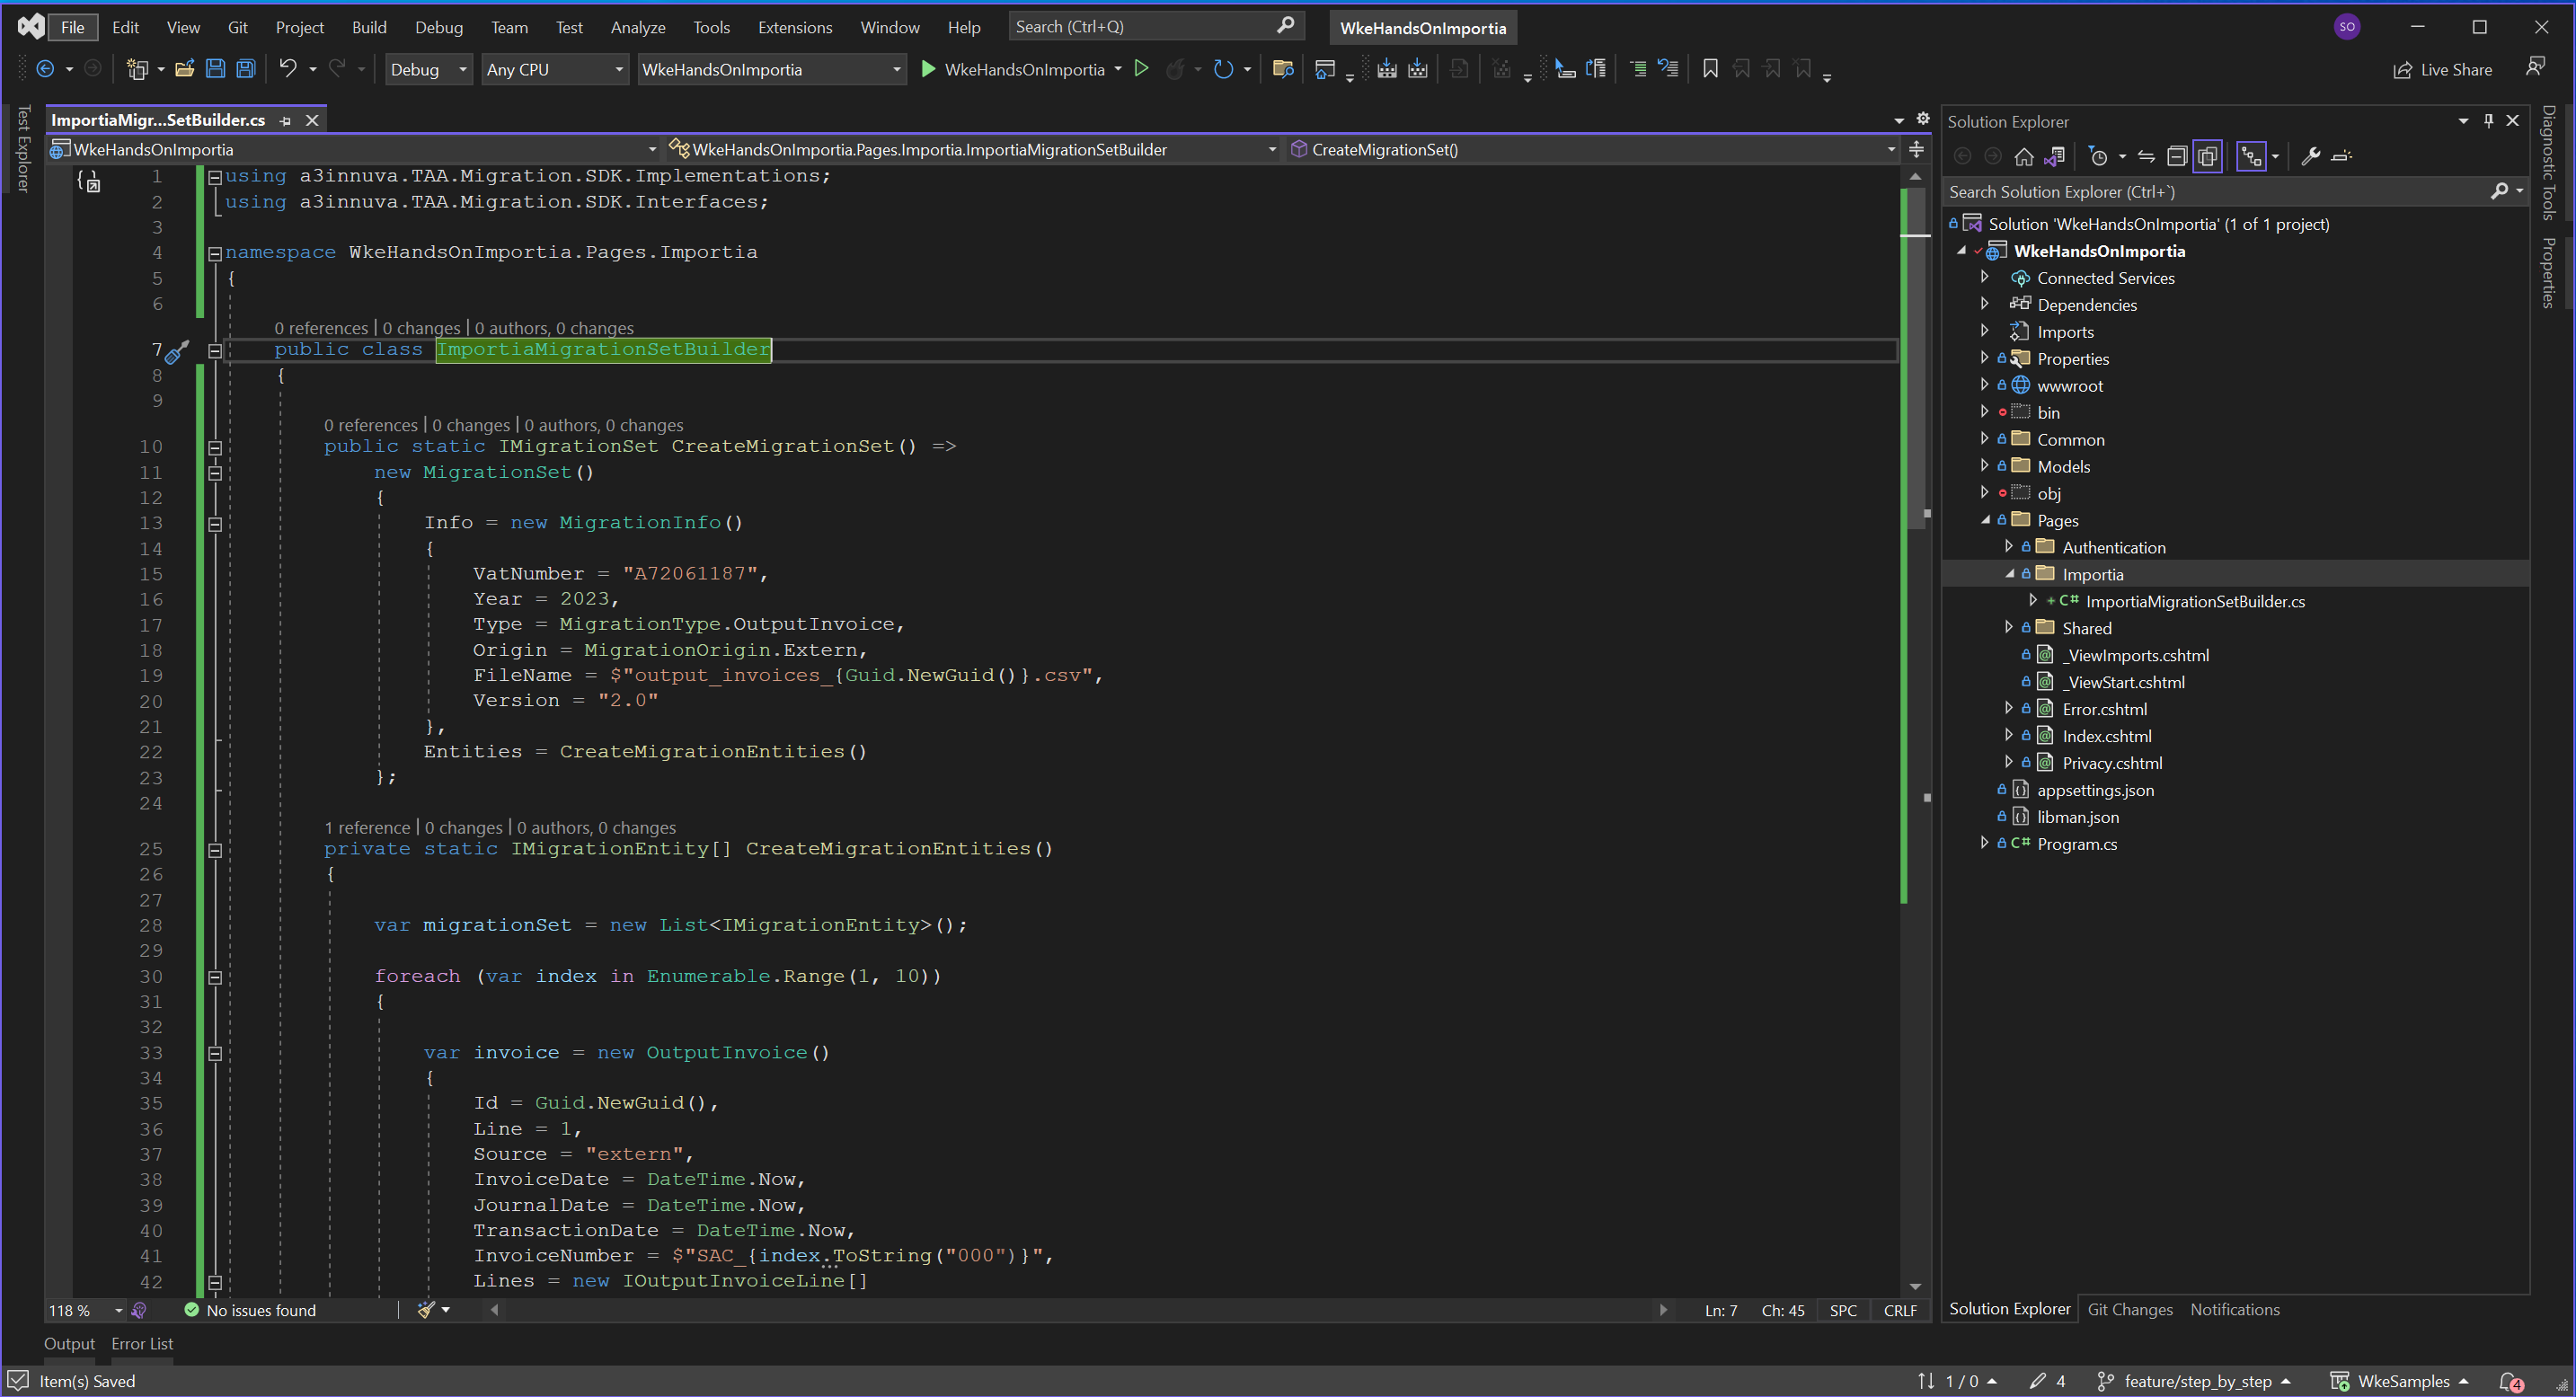 File Edit View Git Project Build Debug Team Test Analyze Tools Extensions Window Help Search (Ctrl+Q) WkeHandsOnImportia SO
Debug Any CPU WkeHandsOnImportia WkeHandsOnImportia Live Share
Test Explorer
ImportiaMigr...SetBuilder.cs
WkeHandsOnImportia WkeHandsOnImportia.Pages.Importia.ImportiaMigrationSetBuilder CreateMigrationSet()
1 using a3innuva.TAA.Migration.SDK.Implementations;
2 using a3innuva.TAA.Migration.SDK.Interfaces;
3
4 namespace WkeHandsOnImportia.Pages.Importia
5 {
6
0 references | 0 changes | 0 authors, 0 changes
7 public class ImportiaMigrationSetBuilder
8 {
9
0 references | 0 changes | 0 authors, 0 changes
10 public static IMigrationSet CreateMigrationSet() =>
11 new MigrationSet()
12 {
13 Info = new MigrationInfo()
14 {
15 VatNumber = "A72061187",
16 Year = 2023,
17 Type = MigrationType.OutputInvoice,
18 Origin = MigrationOrigin.Extern,
19 FileName = $"output_invoices_{Guid.NewGuid()}.csv",
20 Version = "2.0"
21 },
22 Entities = CreateMigrationEntities()
23 };
24
1 reference | 0 changes | 0 authors, 0 changes
25 private static IMigrationEntity[] CreateMigrationEntities()
26 {
27
28 var migrationSet = new List<IMigrationEntity>();
29
30 foreach (var index in Enumerable.Range(1, 10))
31 {
32
33 var invoice = new OutputInvoice()
34 {
35 Id = Guid.NewGuid(),
36 Line = 1,
37 Source = "extern",
38 InvoiceDate = DateTime.Now,
39 JournalDate = DateTime.Now,
40 TransactionDate = DateTime.Now,
41 InvoiceNumber = $"SAC_{index.ToString("000")}",
42 Lines = new IOutputInvoiceLine[]
118 % No issues found Ln: 7 Ch: 45 SPC CRLF
Solution Explorer
Search Solution Explorer (Ctrl+`)
Solution 'WkeHandsOnImportia' (1 of 1 project)
WkeHandsOnImportia
Connected Services
Dependencies
Imports
Properties
wwwroot
bin
Common
Models
obj
Pages
Authentication
Importia
C# ImportiaMigrationSetBuilder.cs
Shared
_ViewImports.cshtml
_ViewStart.cshtml
Error.cshtml
Index.cshtml
Privacy.cshtml
appsettings.json
libman.json
C# Program.cs
Solution Explorer Git Changes Notifications
Diagnostic Tools
Properties
Output Error List
Item(s) Saved 1 / 0 4 feature/step_by_step WkeSamples 4